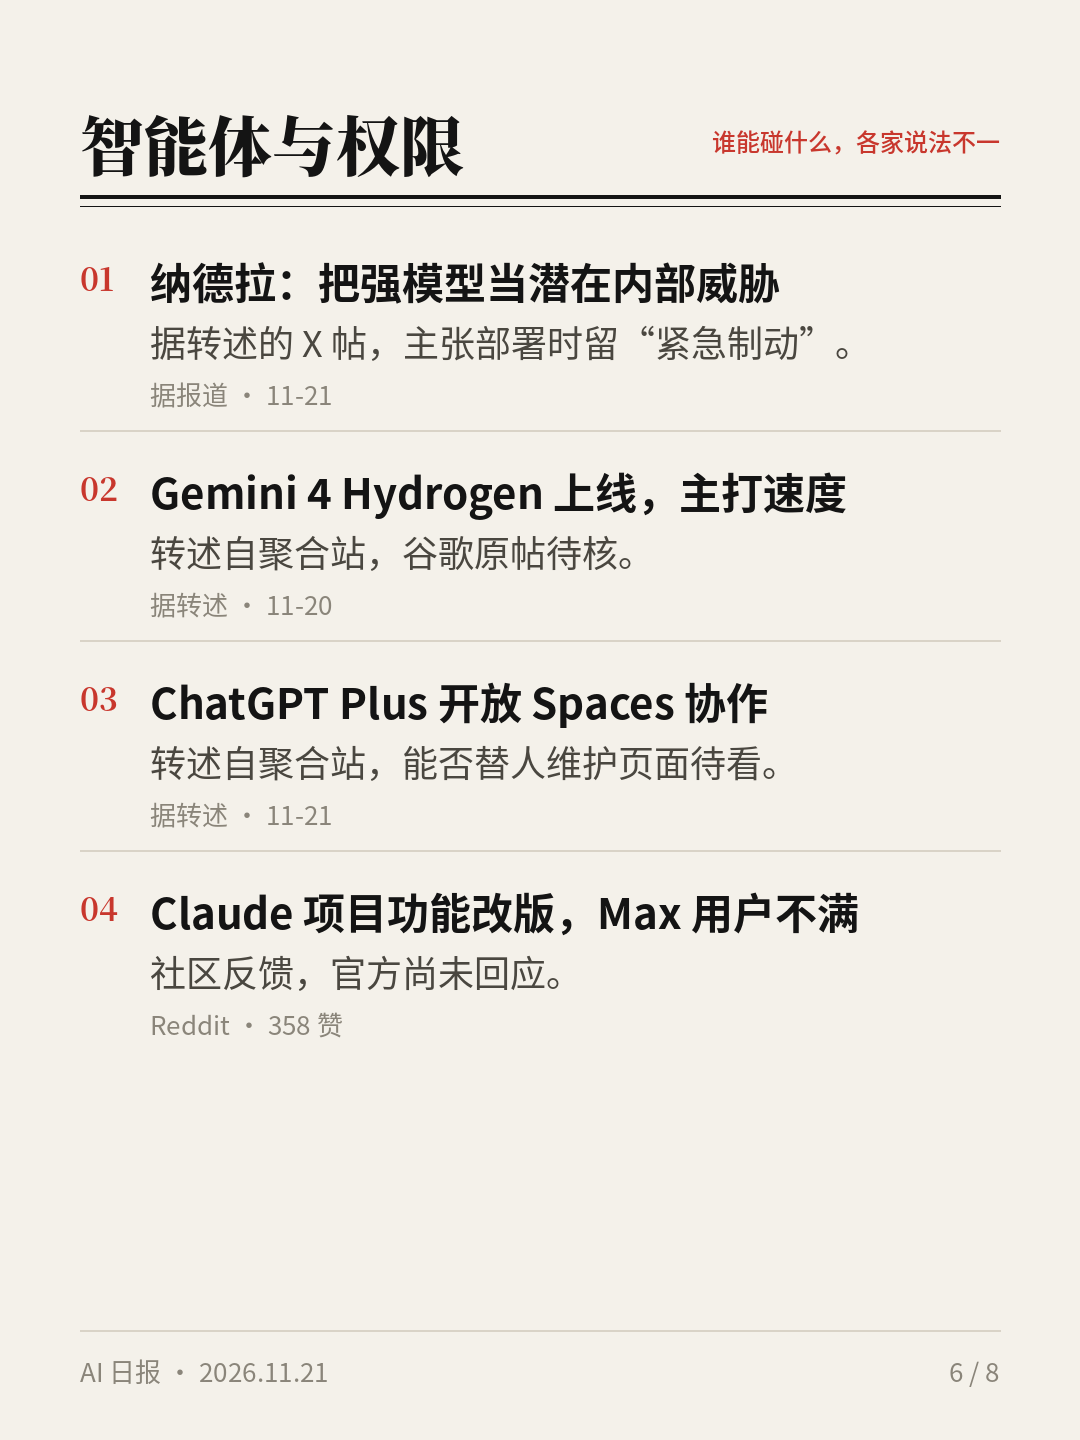 智能体与权限
谁能碰什么，各家说法不一
01
纳德拉：把强模型当潜在内部威胁
据转述的 X 帖，主张部署时留“紧急制动”。
据报道 · 11-21
02
Gemini 4 Hydrogen 上线，主打速度
转述自聚合站，谷歌原帖待核。
据转述 · 11-20
03
ChatGPT Plus 开放 Spaces 协作
转述自聚合站，能否替人维护页面待看。
据转述 · 11-21
04
Claude 项目功能改版，Max 用户不满
社区反馈，官方尚未回应。
Reddit · 358 赞
AI 日报 · 2026.11.21
6 / 8